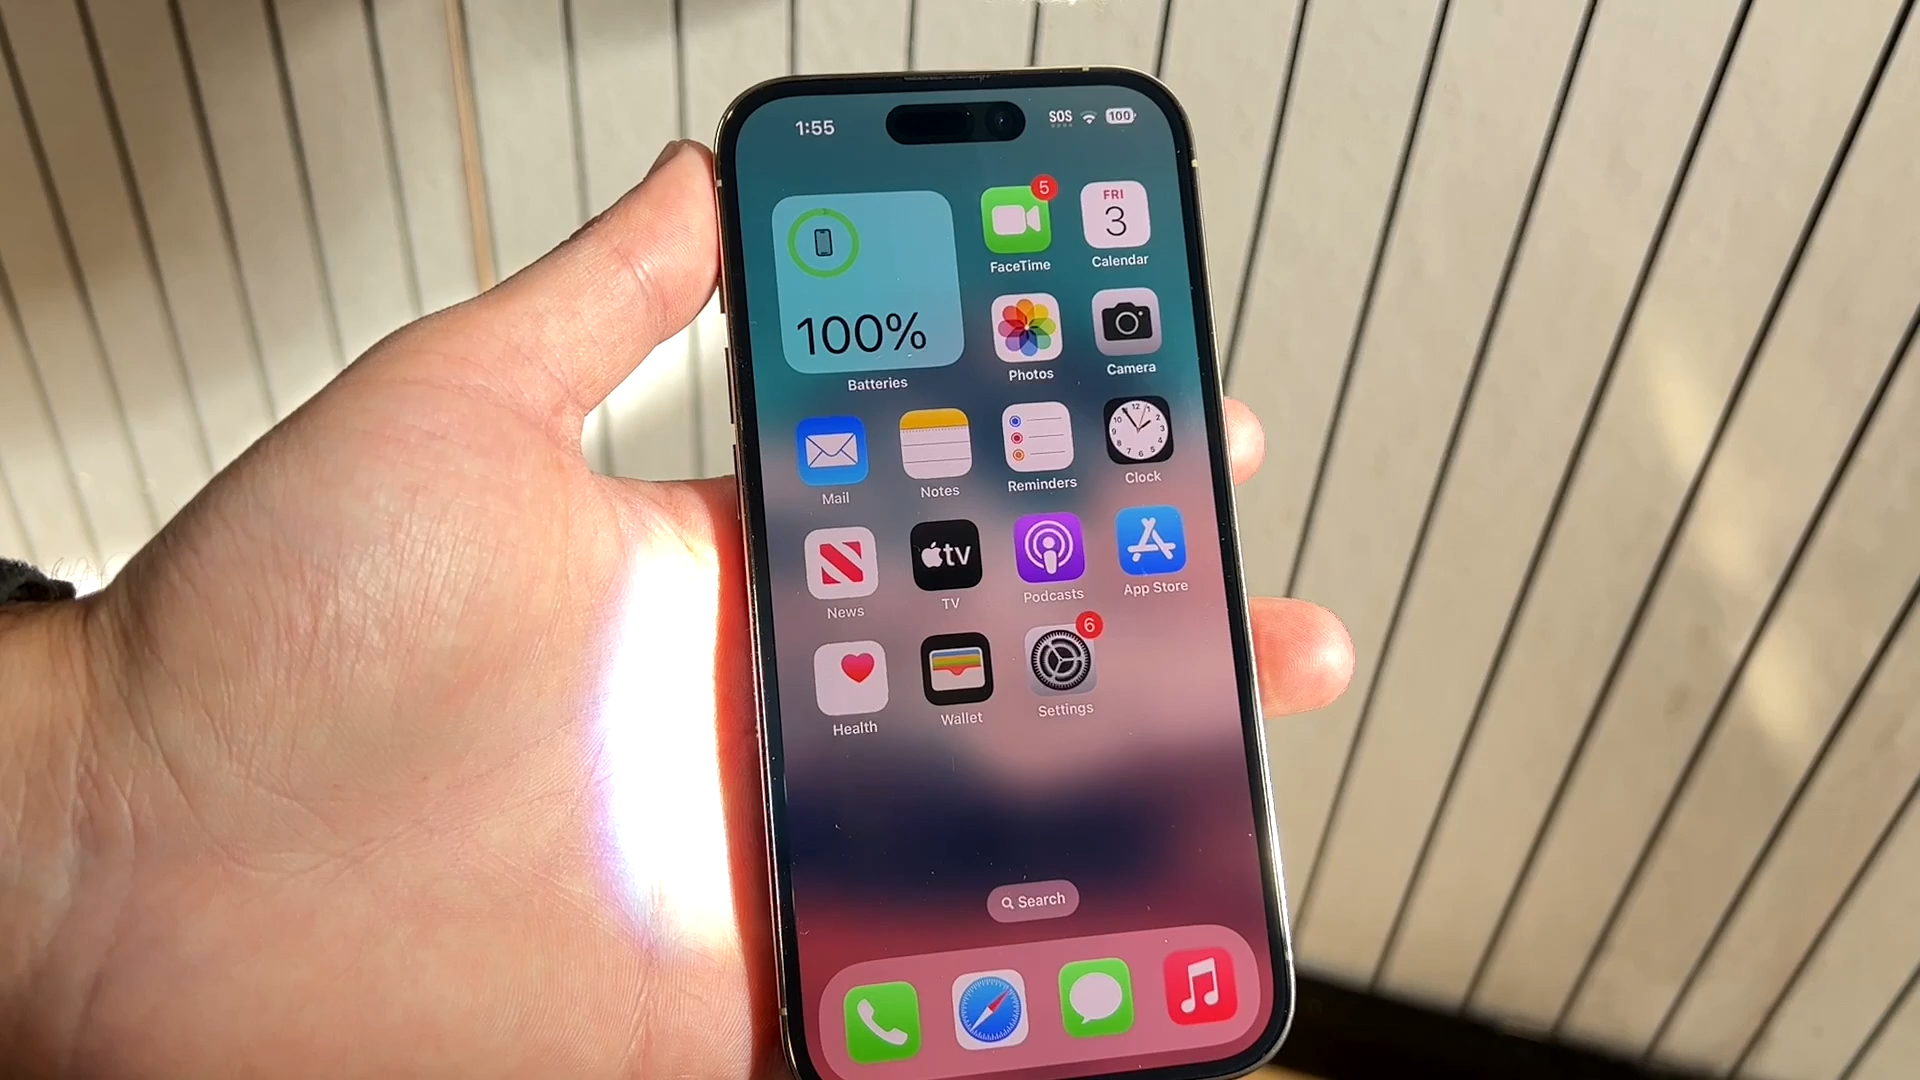 1:55
SOS
100
5
FRI
3
FaceTime
Calendar
100%
Batteries
Photos
Camera
Mail
Notes
Reminders
Clock
tv
News
TV
Podcasts
App Store
6
Health
Wallet
Settings
Search